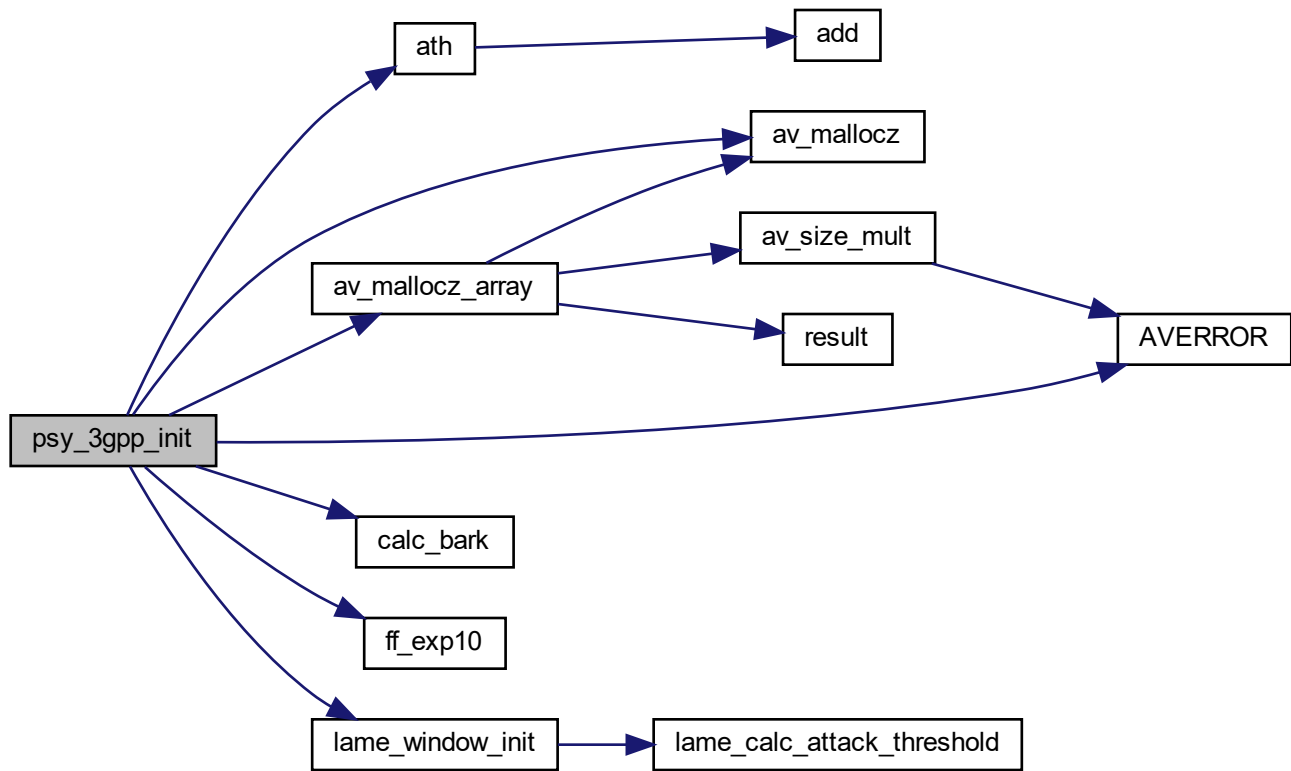 ath
add
av_mallocz
av_size_mult
av_mallocz_array
result
AVERROR
psy_3gpp_init
calc_bark
ff_exp10
lame_window_init
lame_calc_attack_threshold